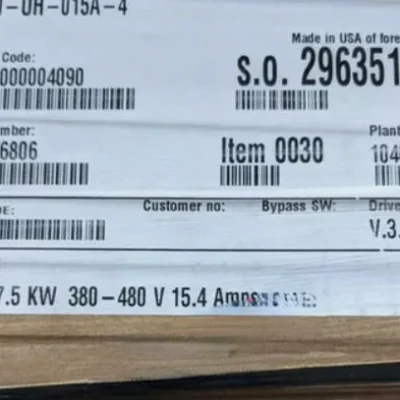 -UH-015A-4
Made in USA of fore
Code:
000004090
S.O. 296351
mber:
6806
Item 0030
Plant
104
DE:
Customer no:
Bypass SW:
Drive
V.3.
7.5 KW 380-480 V 15.4 Amps